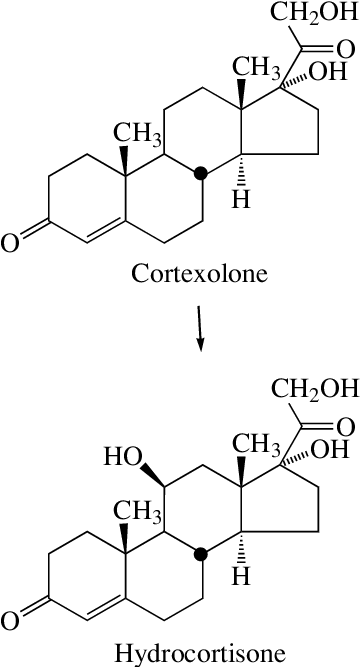 CH2OH
O
CH3
OH
CH3
H
O
Cortexolone
CH2OH
O
HO
CH3
OH
CH3
H
O
Hydrocortisone